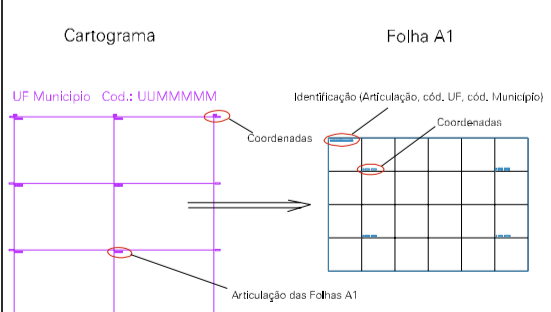 Cartograma
Folha A1
UF Municipio Cod.: UUMMMMM
Identificação (Articulação, cód. UF, cód. Município)
Coordenadas
Coordenadas
Articulação das Folhas A1